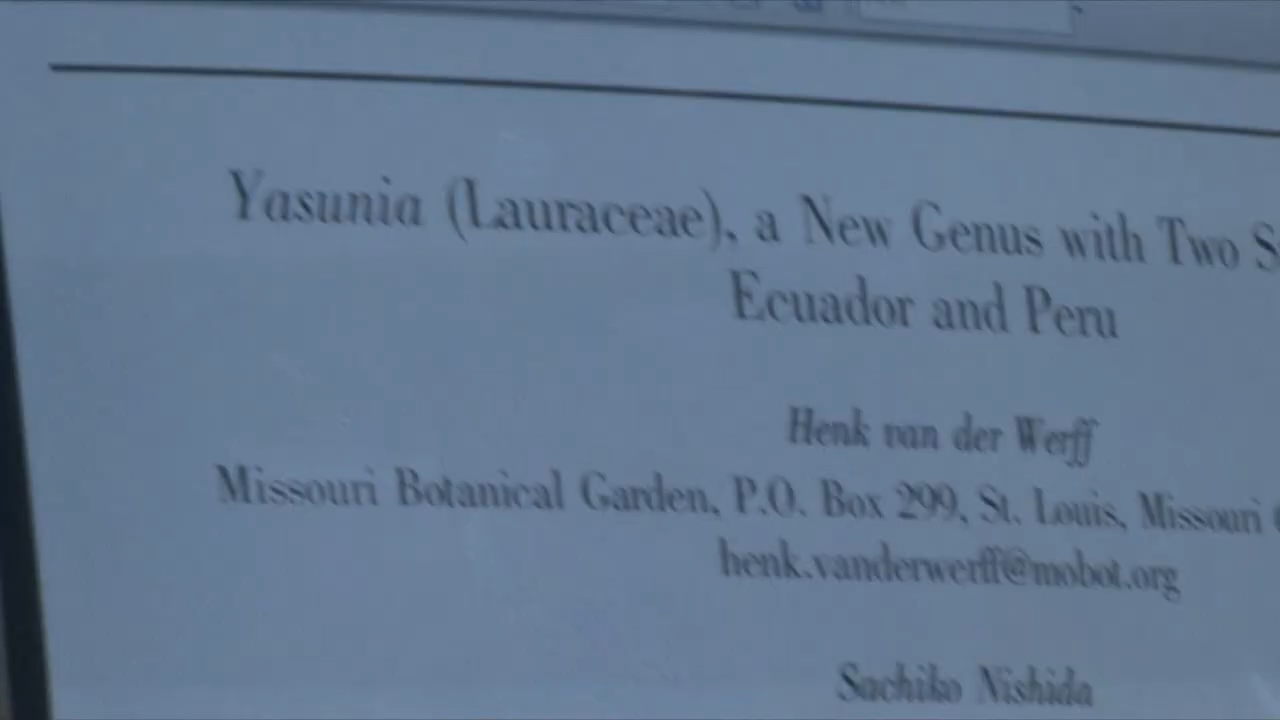 Yasunia (Lauraceae), a New Genus with Two S
Ecuador and Peru
Henk van der Werff
Missouri Botanical Garden, P.O. Box 299, St. Louis, Missouri
henk.vanderwerff@mobot.org
Sachiko Nishida